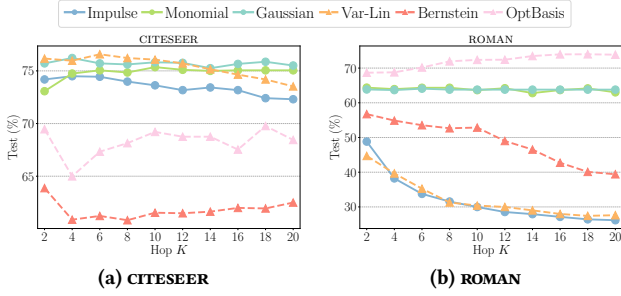 Impulse Monomial Gaussian Var-Lin Bernstein OptBasis
CITESEER
Test (%)
75
70
65
2 4 6 8 10 12 14 16 18 20
Hop K
(a) CITESEER
ROMAN
Test (%)
70
60
50
40
30
2 4 6 8 10 12 14 16 18 20
Hop K
(b) ROMAN